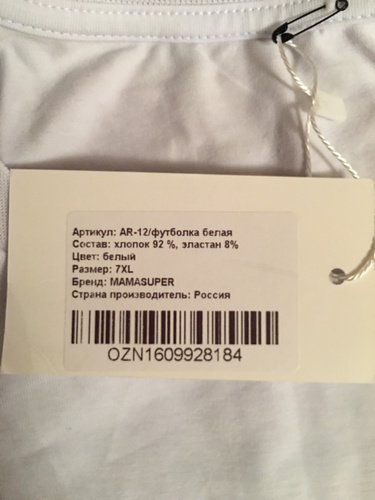 Артикул: AR-12/футболка белая
Состав: хлопок 92 %, эластан 8%
Цвет: белый
Размер: 7XL
Бренд: MAMASUPER
Страна производитель: Россия
OZN1609928184